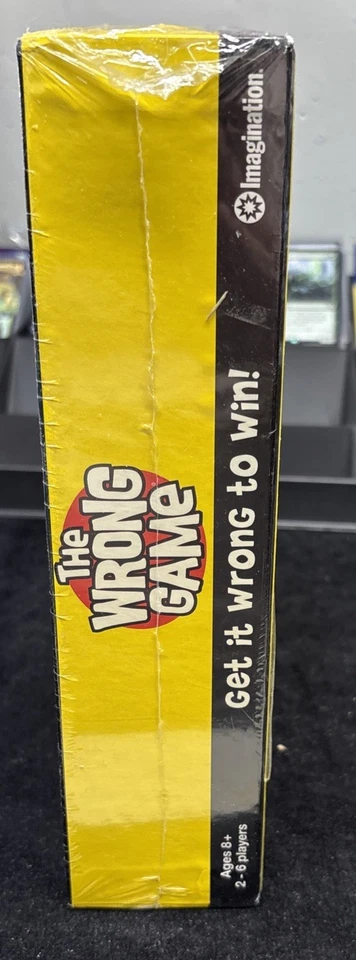 THE
WRONG
GAME
Get it wrong to win!
Imagination
Ages 8+
2 - 6 players